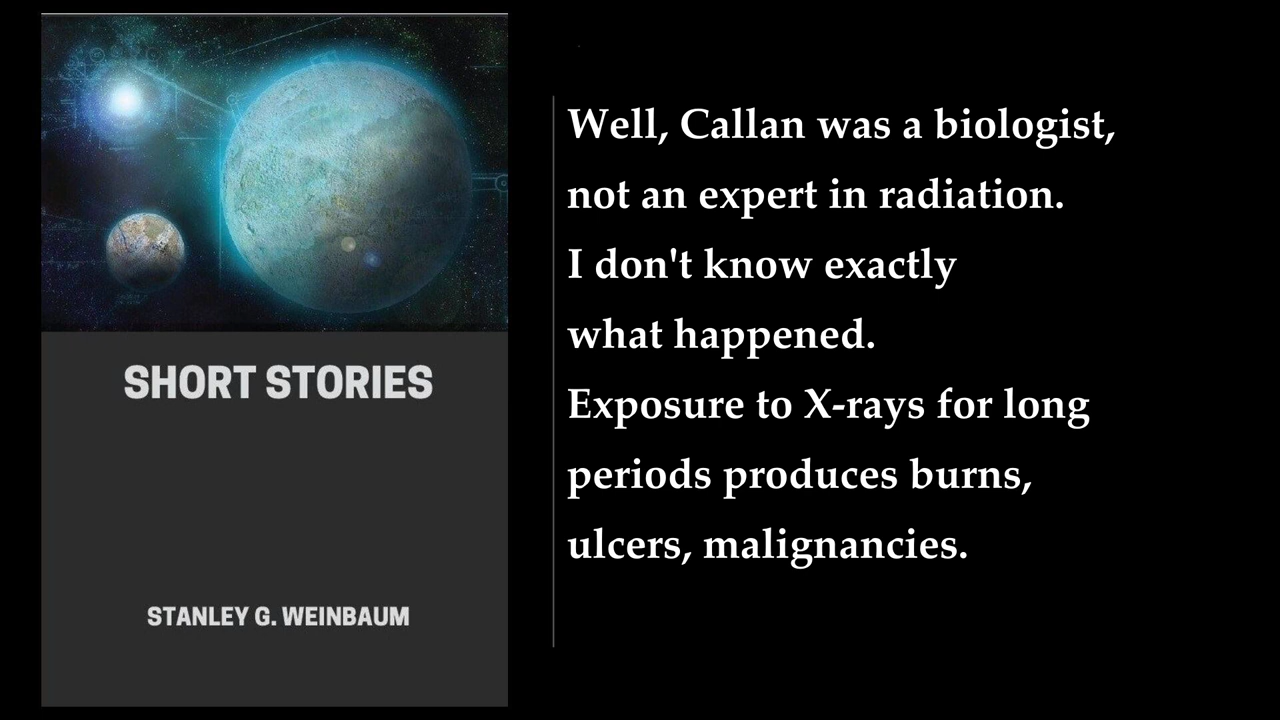 SHORT STORIES
STANLEY G. WEINBAUM
Well, Callan was a biologist,
not an expert in radiation.
I don't know exactly
what happened.
Exposure to X-rays for long
periods produces burns,
ulcers, malignancies.